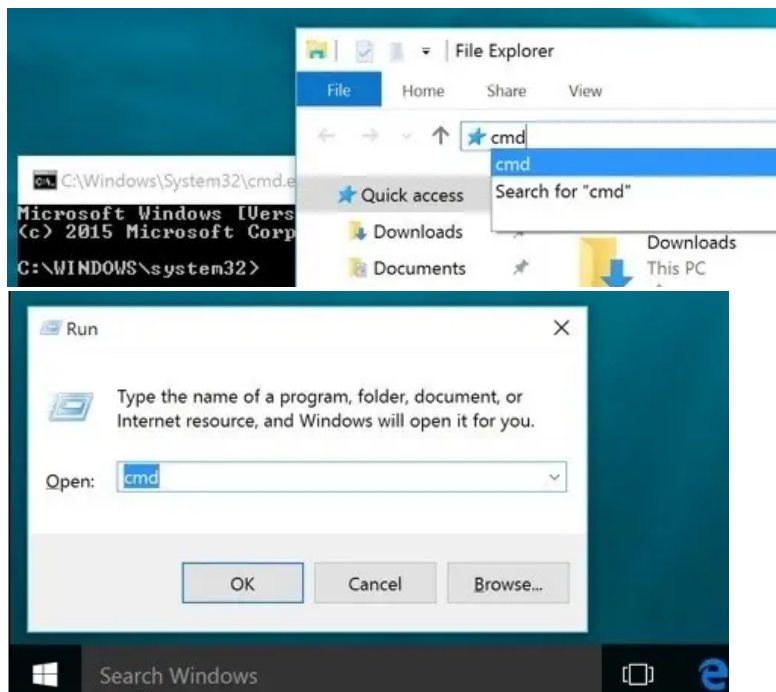 File Explorer
File Home Share View
cmd
cmd
Search for "cmd"
C:\Windows\System32\cmd.e
Microsoft Windows [Vers
(c) 2015 Microsoft Corp
C:\WINDOWS\system32>
Quick access
Downloads
Documents
Downloads
This PC
Run
Type the name of a program, folder, document, or
Internet resource, and Windows will open it for you.
Open: cmd
OK Cancel Browse...
Search Windows